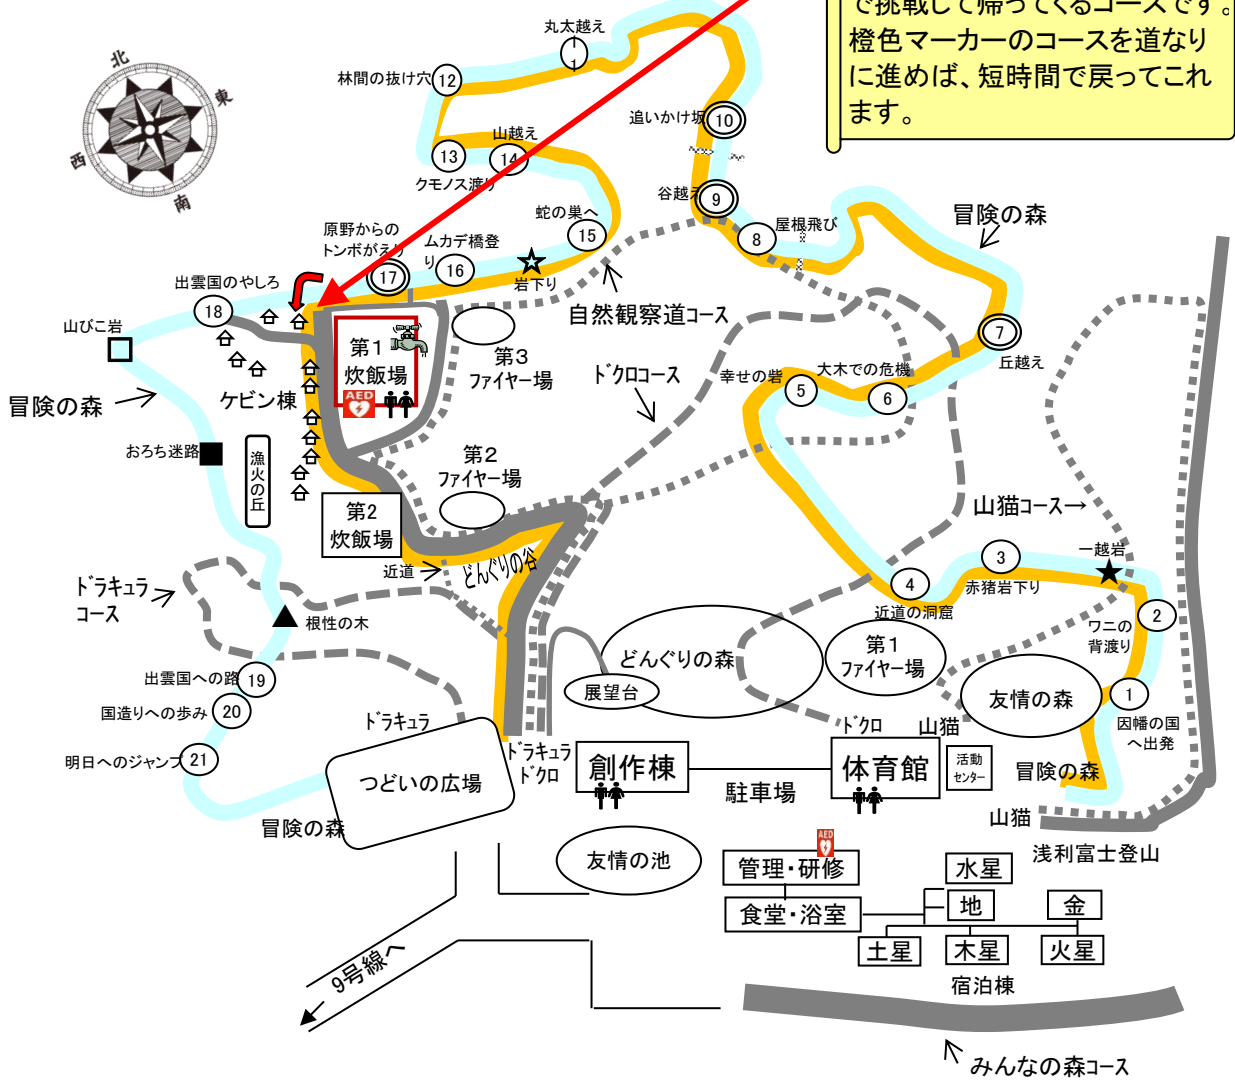 で挑戦して帰ってくるコースです。
橙色マーカーのコースを道なり
に進めば、短時間で戻ってこれ
ます。
北
東
西
南
丸太越え
11
林間の抜け穴
12
追いかけ坂
10
山越え
13
14
クモノス渡り
谷越え
9
蛇の巣へ
15
屋根飛び
8
冒険の森
原野からの
トンボがえり
17
ムカデ橋登
り
16
岩下り
出雲国のやしろ
18
自然観察道コース
山びこ岩
第1
炊飯場
AED
第3
ファイヤー場
7
丘越え
ドクロコース
幸せの砦
5
大木での危機
6
冒険の森
ケビン棟
おろち迷路
漁火の丘
第2
ファイヤー場
第2
炊飯場
山猫コース→
近道
どんぐりの谷
一越岩
3
赤猪岩下り
4
近道の洞窟
2
ワニの
背渡り
ドラキュラ
コース
根性の木
どんぐりの森
第1
ファイヤー場
展望台
友情の森
1
因幡の国
へ出発
出雲国への路
19
国造りへの歩み
20
明日へのジャンプ
21
ドラキュラ
つどいの広場
ドラキュラ
ドクロ
創作棟
駐車場
ドクロ
体育館
山猫
活動
センター
冒険の森
山猫
浅利富士登山
冒険の森
友情の池
AED
管理・研修
食堂・浴室
水星
地
金
土星
木星
火星
宿泊棟
9号線へ
みんなの森コース